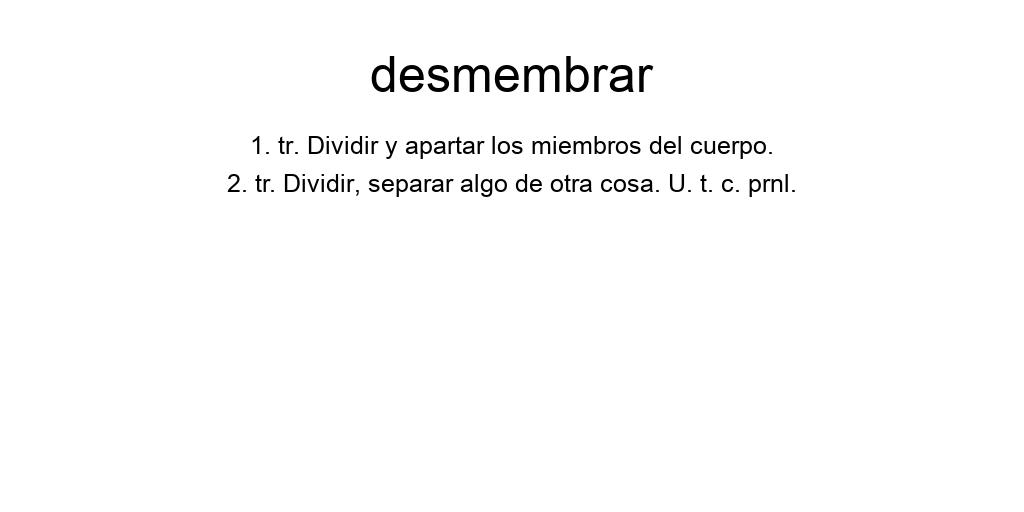 desmembrar
1. tr. Dividir y apartar los miembros del cuerpo.
2. tr. Dividir, separar algo de otra cosa. U. t. c. prnl.